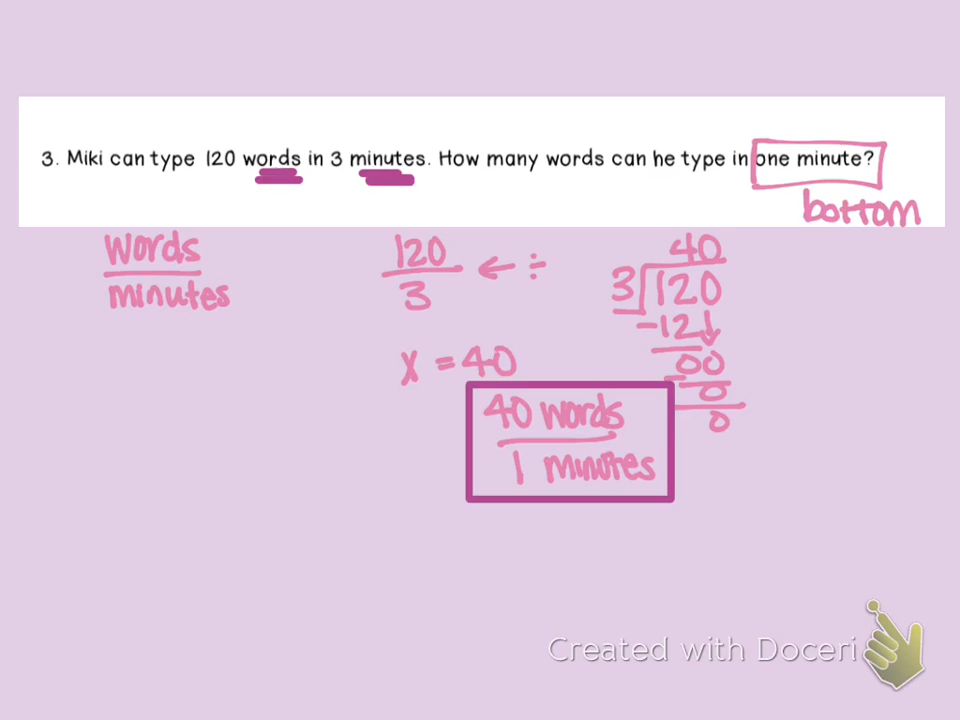 3. Miki can type 120 words in 3 minutes. How many words can he type in one minute?
bottom
words
minutes
120
3
← ÷
40
3 120
-12↓
00
-0
0
x = 40
40 words
1 minutes
Created with Doceri